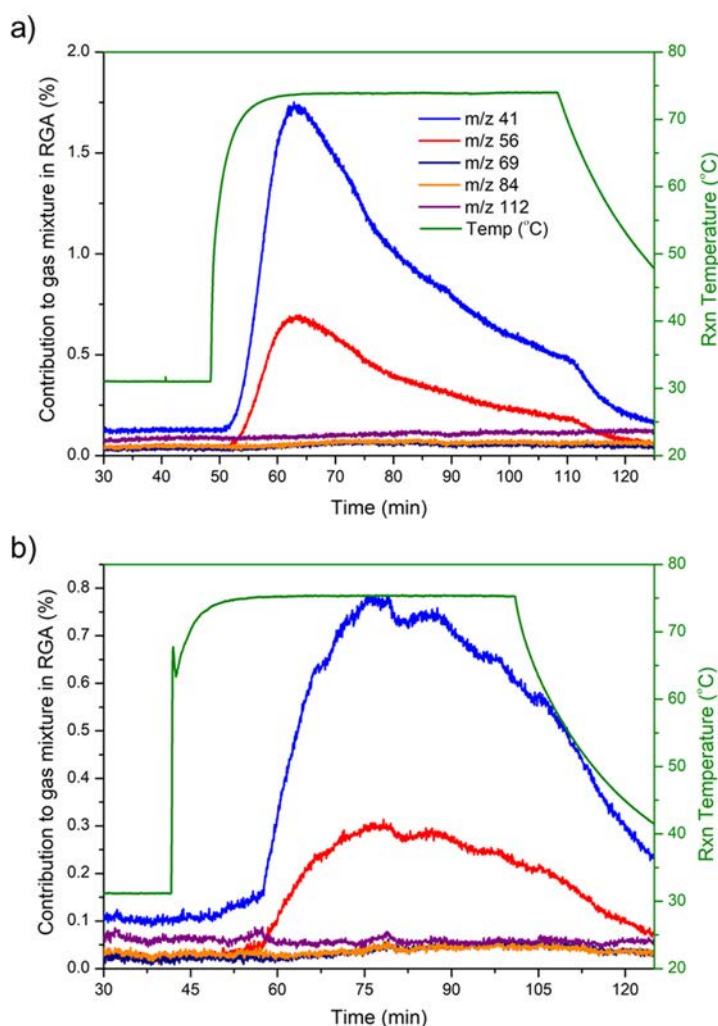 a)
Contribution to gas mixture in RGA (%)
2.0
1.5
1.0
0.5
0.0
m/z 41
m/z 56
m/z 69
m/z 84
m/z 112
Temp (°C)
80
70
60
50
40
30
20
Rxn Temperature (°C)
30 40 50 60 70 80 90 100 110 120
Time (min)
b)
Contribution to gas mixture in RGA (%)
0.8
0.7
0.6
0.5
0.4
0.3
0.2
0.1
0.0
80
70
60
50
40
30
20
Rxn Temperature (°C)
30 45 60 75 90 105 120
Time (min)